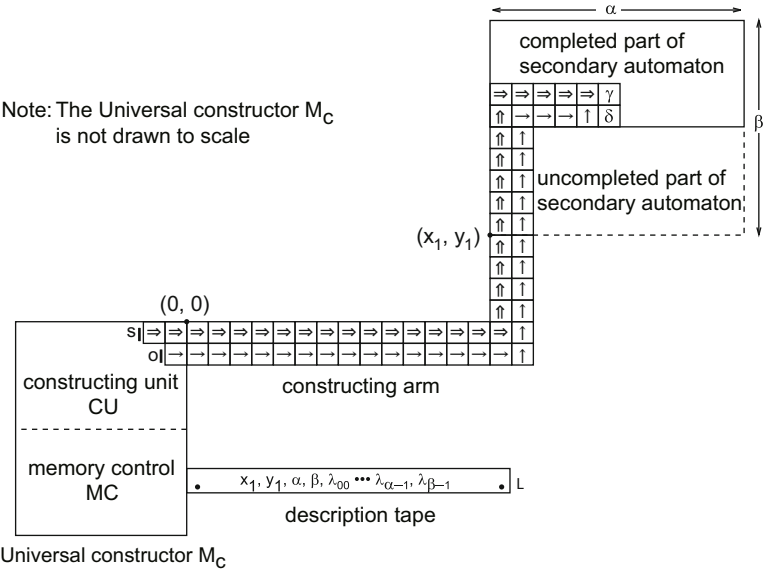 α
completed part of
secondary automaton
β
Note: The Universal constructor M_C
is not drawn to scale
⇒ ⇒ ⇒ ⇒ ⇒ γ
⇑ → → → ↑ δ
⇑ ↑
⇑ ↑
⇑ ↑
⇑ ↑
⇑ ↑
uncompleted part of
secondary automaton
(x₁, y₁)
⇑ ↑
⇑ ↑
⇑ ↑
⇑ ↑
(0, 0)
s ⇒ ⇒ ⇒ ⇒ ⇒ ⇒ ⇒ ⇒ ⇒ ⇒ ⇒ ⇒ ⇒ ⇒ ⇒ ⇒ ⇒ ↑
o → → → → → → → → → → → → → → → → ↑
constructing unit
CU
constructing arm
memory control
MC
x₁, y₁, α, β, λ₀₀ ••• λα–1, λβ–1
L
description tape
Universal constructor M_C